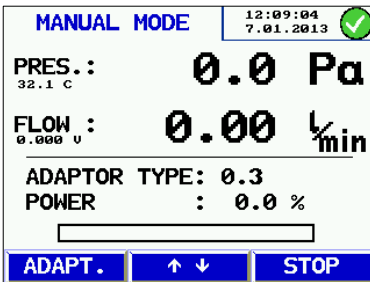 MANUAL MODE
12:09:04
7.01.2013
PRES.: 0.0 Pa
32.1 C
FLOW : 0.00 L/min
0.000 V
ADAPTOR TYPE: 0.3
POWER : 0.0 %
ADAPT. ↑ ↓ STOP